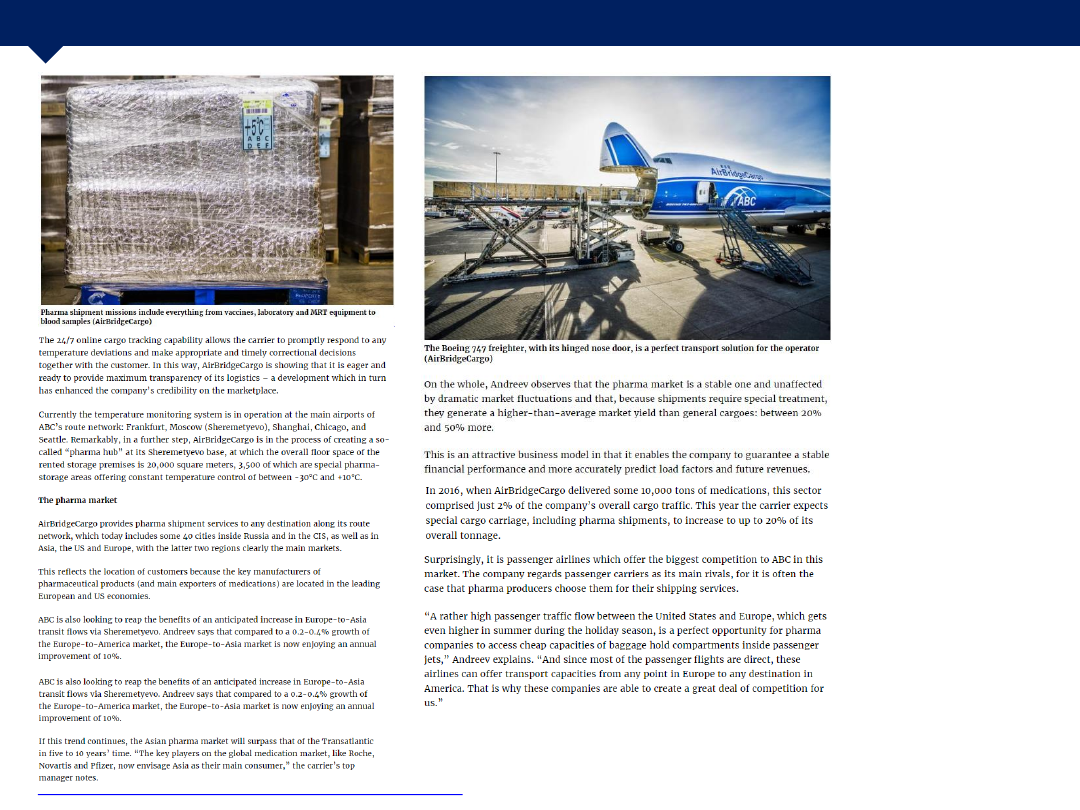 +5°C
A B C
D E F
Pharma shipment missions include everything from vaccines, laboratory and MRT equipment to
blood samples (AirBridgeCargo)
The 24/7 online cargo tracking capability allows the carrier to promptly respond to any
temperature deviations and make appropriate and timely correctional decisions
together with the customer. In this way, AirBridgeCargo is showing that it is eager and
ready to provide maximum transparency of its logistics – a development which in turn
has enhanced the company's credibility on the marketplace.
Currently the temperature monitoring system is in operation at the main airports of
ABC's route network: Frankfurt, Moscow (Sheremetyevo), Shanghai, Chicago, and
Seattle. Remarkably, in a further step, AirBridgeCargo is in the process of creating a so-
called “pharma hub” at its Sheremetyevo base, at which the overall floor space of the
rented storage premises is 20,000 square meters, 3,500 of which are special pharma-
storage areas offering constant temperature control of between -30°C and +10°C.
The pharma market
AirBridgeCargo provides pharma shipment services to any destination along its route
network, which today includes some 40 cities inside Russia and in the CIS, as well as in
Asia, the US and Europe, with the latter two regions clearly the main markets.
This reflects the location of customers because the key manufacturers of
pharmaceutical products (and main exporters of medications) are located in the leading
European and US economies.
ABC is also looking to reap the benefits of an anticipated increase in Europe-to-Asia
transit flows via Sheremetyevo. Andreev says that compared to a 0.2-0.4% growth of
the Europe-to-America market, the Europe-to-Asia market is now enjoying an annual
improvement of 10%.
ABC is also looking to reap the benefits of an anticipated increase in Europe-to-Asia
transit flows via Sheremetyevo. Andreev says that compared to a 0.2-0.4% growth of
the Europe-to-America market, the Europe-to-Asia market is now enjoying an annual
improvement of 10%.
If this trend continues, the Asian pharma market will surpass that of the Transatlantic
in five to 10 years' time. “The key players on the global medication market, like Roche,
Novartis and Pfizer, now envisage Asia as their main consumer,” the carrier's top
manager notes.
AirBridgeCargo
ABC
The Boeing 747 freighter, with its hinged nose door, is a perfect transport solution for the operator
(AirBridgeCargo)
On the whole, Andreev observes that the pharma market is a stable one and unaffected
by dramatic market fluctuations and that, because shipments require special treatment,
they generate a higher-than-average market yield than general cargoes: between 20%
and 50% more.
This is an attractive business model in that it enables the company to guarantee a stable
financial performance and more accurately predict load factors and future revenues.
In 2016, when AirBridgeCargo delivered some 10,000 tons of medications, this sector
comprised just 2% of the company's overall cargo traffic. This year the carrier expects
special cargo carriage, including pharma shipments, to increase to up to 20% of its
overall tonnage.
Surprisingly, it is passenger airlines which offer the biggest competition to ABC in this
market. The company regards passenger carriers as its main rivals, for it is often the
case that pharma producers choose them for their shipping services.
“A rather high passenger traffic flow between the United States and Europe, which gets
even higher in summer during the holiday season, is a perfect opportunity for pharma
companies to access cheap capacities of baggage hold compartments inside passenger
jets,” Andreev explains. “And since most of the passenger flights are direct, these
airlines can offer transport capacities from any point in Europe to any destination in
America. That is why these companies are able to create a great deal of competition for
us.”